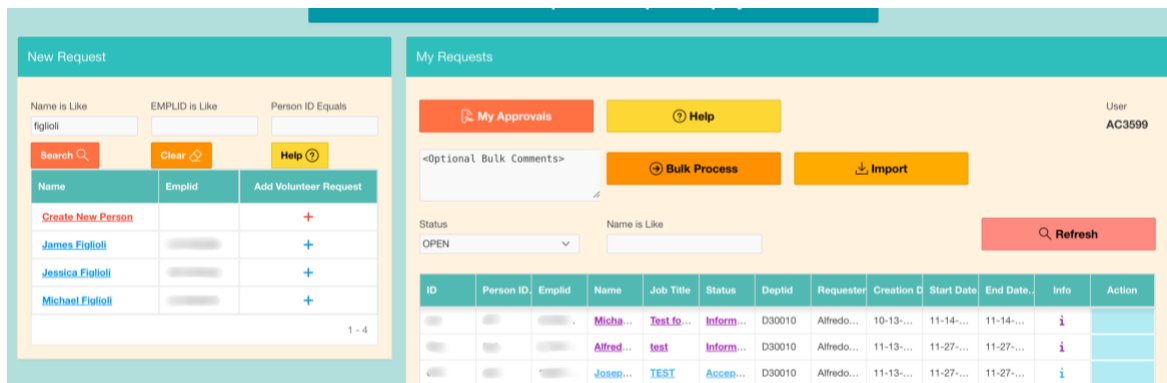 New Request
Name is Like EMPLID is Like Person ID Equals
figlioli
Search Clear Help
Name Emplid Add Volunteer Request
Create New Person +
James Figlioli +
Jessica Figlioli +
Michael Figlioli +
1 - 4
My Requests
My Approvals Help
User
AC3599
<Optional Bulk Comments>
Bulk Process Import
Status Name is Like
OPEN
Refresh
ID Person ID. Emplid Name Job Title Status Deptid Requester Creation D Start Date End Date.. Info Action
Micha... Test fo... Inform... D30010 Alfredo... 10-13-... 11-14-... 11-14-... i
Alfred... test Inform... D30010 Alfredo... 11-13-... 11-27-... 11-27-... i
Josep... TEST Accep... D30010 Alfredo... 11-13-... 11-27-... 11-27-... i